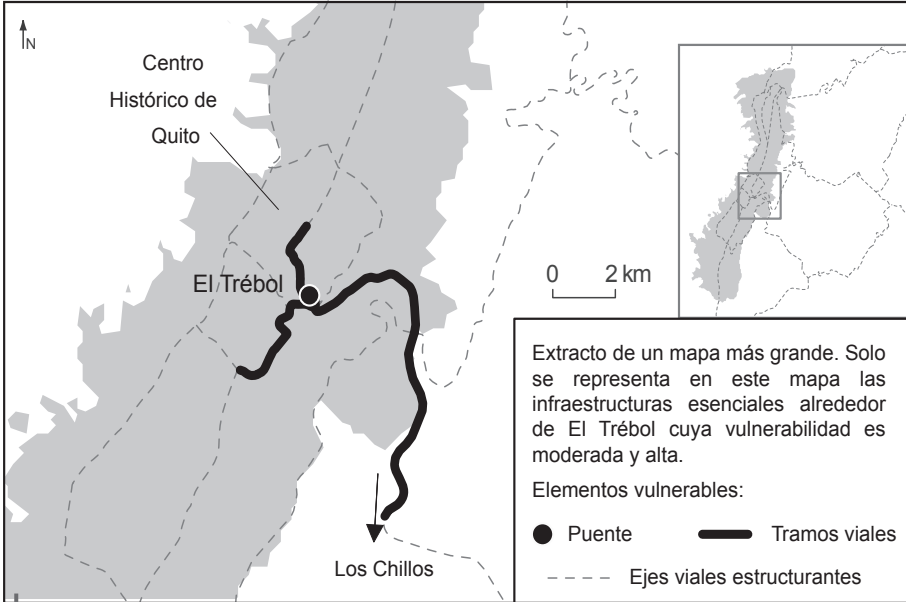 N
Centro
Histórico de
Quito
El Trébol
0 2 km
Los Chillos
Extracto de un mapa más grande. Solo
se representa en este mapa las
infraestructuras esenciales alrededor
de El Trébol cuya vulnerabilidad es
moderada y alta.
Elementos vulnerables:
Puente Tramos viales
Ejes viales estructurantes